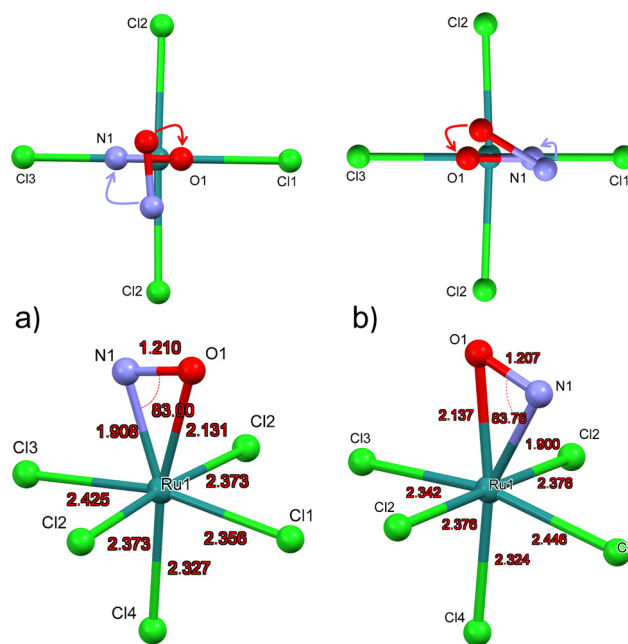 Cl2
N1
Cl3
O1
Cl1
Cl2
Cl2
Cl3
O1
N1
Cl1
Cl2
a)
N1
1.210
O1
83.00
1.906
2.131
Cl2
Cl3
Ru1
2.373
2.425
Cl2
2.373
2.356
Cl1
2.327
Cl4
b)
O1
1.207
N1
83.76
2.137
1.900
Cl2
Cl3
Ru1
2.376
2.342
Cl2
2.376
2.446
C
2.324
Cl4